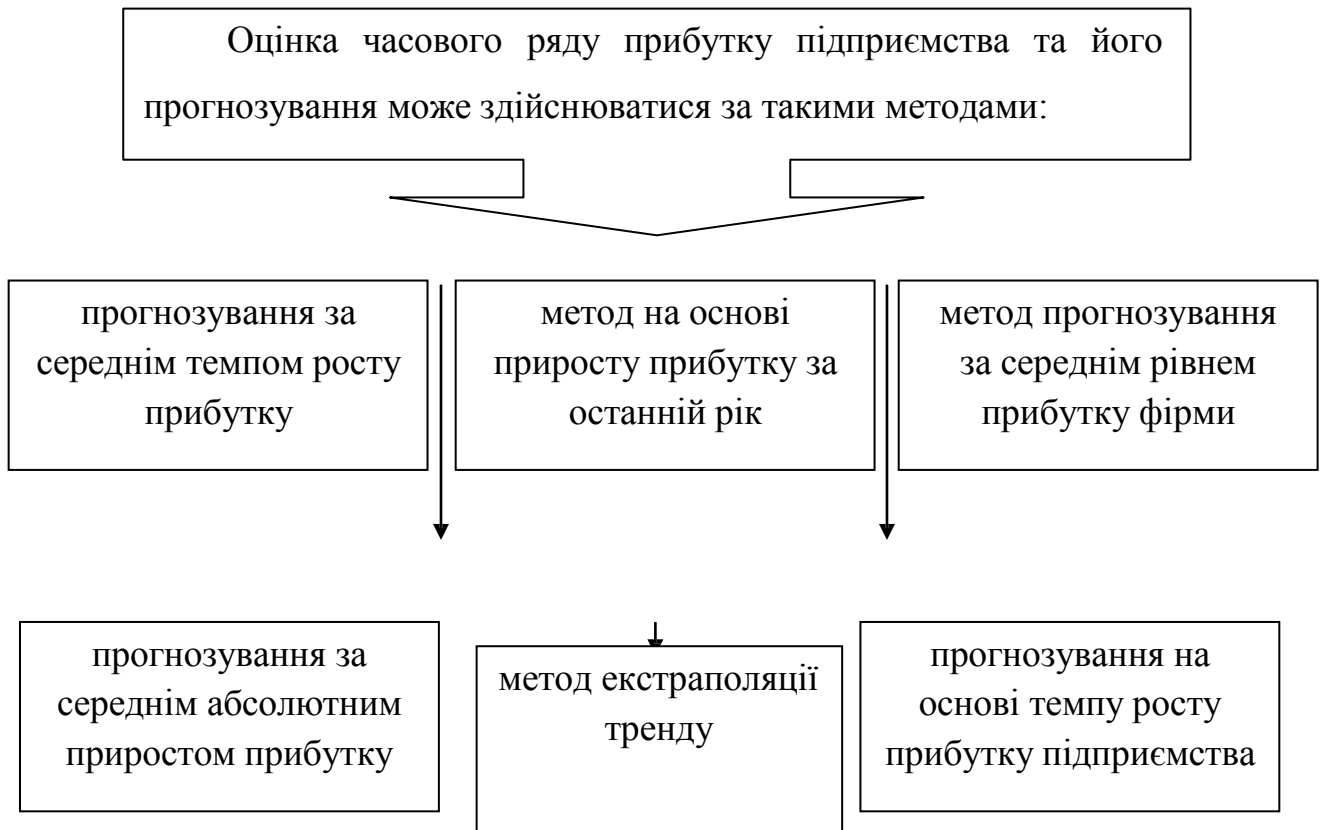 Оцінка часового ряду прибутку підприємства та його
прогнозування може здійснюватися за такими методами:
прогнозування за
середнім темпом росту
прибутку
метод на основі
приросту прибутку за
останній рік
метод прогнозування
за середнім рівнем
прибутку фірми
прогнозування за
середнім абсолютним
приростом прибутку
метод екстраполяції
тренду
прогнозування на
основі темпу росту
прибутку підприємства